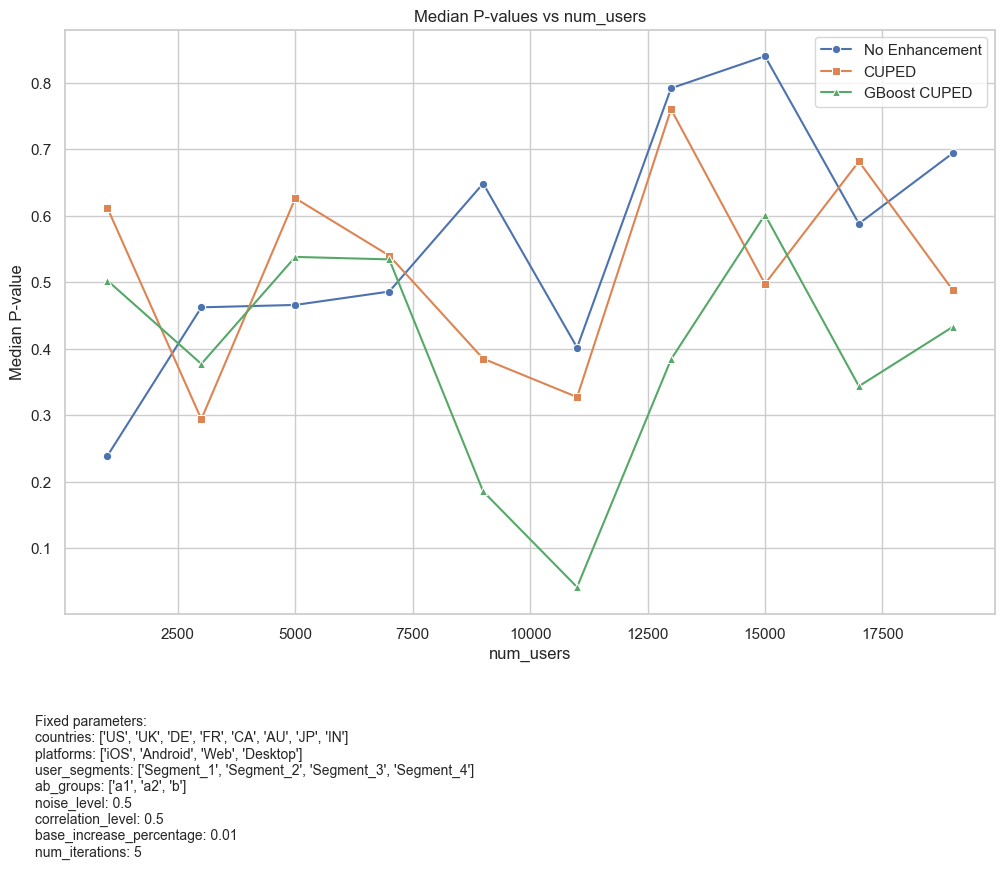 Median P-values vs num_users
No Enhancement
CUPED
GBoost CUPED
Median P-value
0.8
0.7
0.6
0.5
0.4
0.3
0.2
0.1
2500 5000 7500 10000 12500 15000 17500
num_users
Fixed parameters:
countries: ['US', 'UK', 'DE', 'FR', 'CA', 'AU', 'JP', 'IN']
platforms: ['iOS', 'Android', 'Web', 'Desktop']
user_segments: ['Segment_1', 'Segment_2', 'Segment_3', 'Segment_4']
ab_groups: ['a1', 'a2', 'b']
noise_level: 0.5
correlation_level: 0.5
base_increase_percentage: 0.01
num_iterations: 5